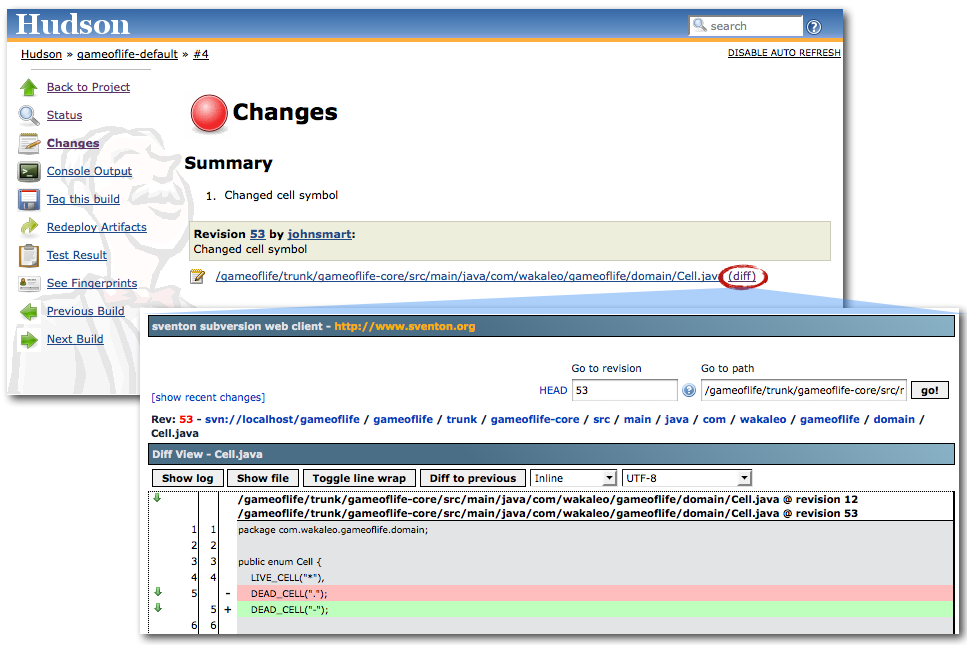 Hudson
search
?
Hudson » gameoflife-default » #4
DISABLE AUTO REFRESH
Back to Project
Status
Changes
Console Output
Tag this build
Redeploy Artifacts
Test Result
See Fingerprints
Previous Build
Next Build
Changes
Summary
1. Changed cell symbol
Revision 53 by johnsmart:
Changed cell symbol
/gameoflife/trunk/gameoflife-core/src/main/java/com/wakaleo/gameoflife/domain/Cell.java (diff)
sventon subversion web client - http://www.sventon.org
Go to revision
Go to path
[show recent changes]
HEAD 53 ? /gameoflife/trunk/gameoflife-core/src/r go!
Rev: 53 - svn://localhost/gameoflife / gameoflife / trunk / gameoflife-core / src / main / java / com / wakaleo / gameoflife / domain /
Cell.java
Diff View - Cell.java
Show log Show file Toggle line wrap Diff to previous Inline UTF-8
/gameoflife/trunk/gameoflife-core/src/main/java/com/wakaleo/gameoflife/domain/Cell.java @ revision 12
/gameoflife/trunk/gameoflife-core/src/main/java/com/wakaleo/gameoflife/domain/Cell.java @ revision 53
1 1 package com.wakaleo.gameoflife.domain;
2 2
3 3 public enum Cell {
4 4 LIVE_CELL("*"),
5 - DEAD_CELL(".");
5 + DEAD_CELL("-");
6 6